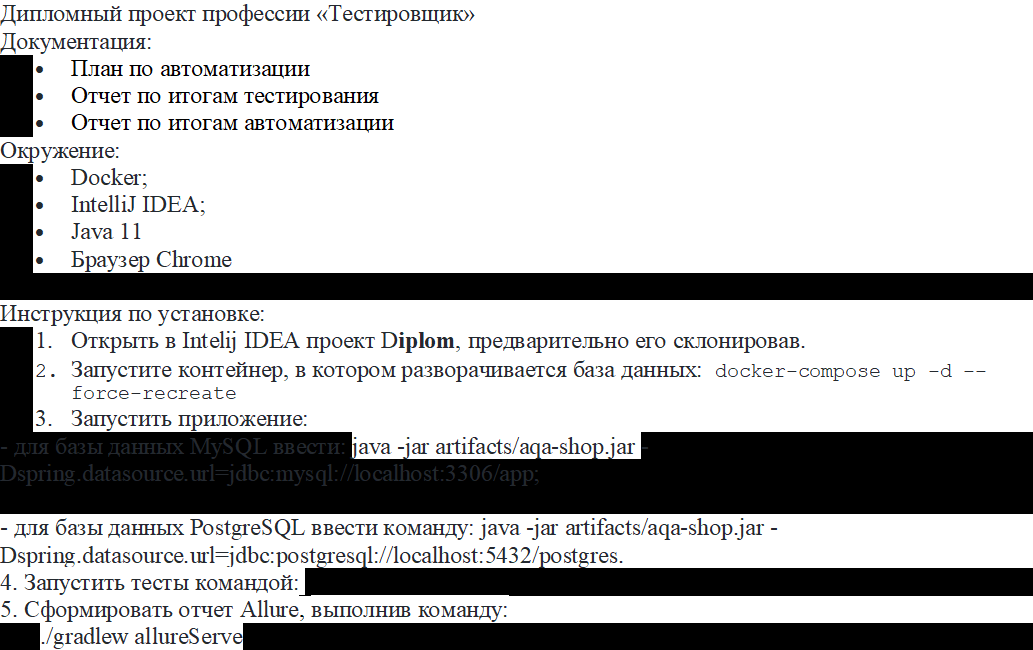 Дипломный проект профессии «Тестировщик»
Документация:
• План по автоматизации
• Отчет по итогам тестирования
• Отчет по итогам автоматизации
Окружение:
• Docker;
• IntelliJ IDEA;
• Java 11
• Браузер Chrome
Инструкция по установке:
1. Открыть в Intelij IDEA проект Diplom, предварительно его склонировав.
2. Запустите контейнер, в котором разворачивается база данных: docker-compose up -d --
force-recreate
3. Запустить приложение:
- для базы данных MySQL ввести: java -jar artifacts/aqa-shop.jar -
Dspring.datasource.url=jdbc:mysql://localhost:3306/app;
- для базы данных PostgreSQL ввести команду: java -jar artifacts/aqa-shop.jar -
Dspring.datasource.url=jdbc:postgresql://localhost:5432/postgres.
4. Запустить тесты командой:
5. Сформировать отчет Allure, выполнив команду:
./gradlew allureServe